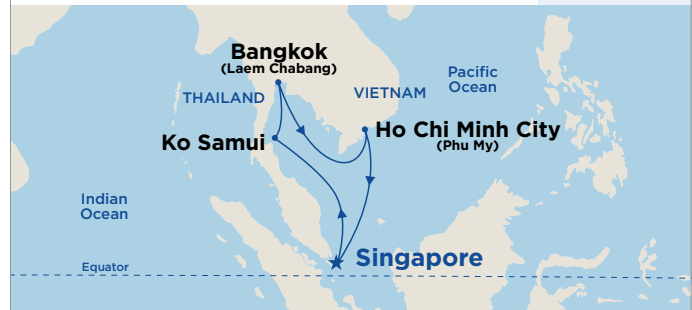 Bangkok
(Laem Chabang)
THAILAND
VIETNAM
Pacific
Ocean
Ko Samui
Ho Chi Minh City
(Phu My)
Indian
Ocean
Singapore
Equator